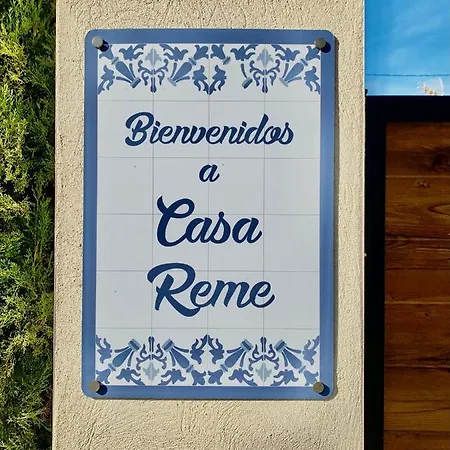 Bienvenidos
a
Casa
Reme